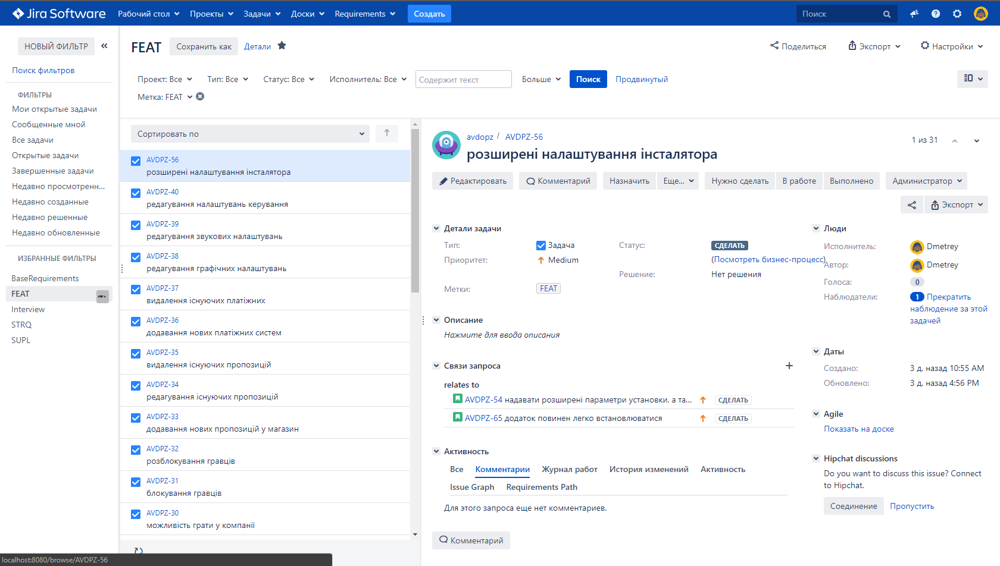 Jira Software Рабочий стол Проекты Задачи Доски Requirements Создать Поиск
НОВЫЙ ФИЛЬТР
Поиск фильтров
ФИЛЬТРЫ
Мои открытые задачи
Сообщенные мной
Все задачи
Открытые задачи
Завершенные задачи
Недавно просмотренн...
Недавно созданные
Недавно решенные
Недавно обновленные
ИЗБРАННЫЕ ФИЛЬТРЫ
BaseRequirements
FEAT
Interview
STRQ
SUPL
FEAT Сохранить как Детали
Поделиться Экспорт Настройки
Проект: Все Тип: Все Статус: Все Исполнитель: Все Содержит текст Больше Поиск Продвинутый
Метка: FEAT
Сортировать по
AVDPZ-56
розширені налаштування інсталятора
AVDPZ-40
редагування налаштувань керування
AVDPZ-39
редагування звукових налаштувань
AVDPZ-38
редагування графічних налаштувань
AVDPZ-37
видалення існуючих платіжних
AVDPZ-36
додавання нових платіжних систем
AVDPZ-35
видалення існуючих пропозицій
AVDPZ-34
редагування існуючих пропозицій
AVDPZ-33
додавання нових пропозицій у магазин
AVDPZ-32
розблокування гравців
AVDPZ-31
блокування гравців
AVDPZ-30
можливість грати у компанії
avdopz / AVDPZ-56
1 из 31
розширені налаштування інсталятора
Редактировать Комментарий Назначить Еще... Нужно сделать В работе Выполнено Администратор
Экспорт
Детали задачи
Тип: Задача Статус: СДЕЛАТЬ
Приоритет: Medium (Посмотреть бизнес-процесс)
Решение: Нет решения
Метки: FEAT
Описание
Нажмите для ввода описания
Связи запроса
relates to
AVDPZ-54 надавати розширені параметри установки, а та... СДЕЛАТЬ
AVDPZ-65 додаток повинен легко встановлюватися СДЕЛАТЬ
Активность
Все Комментарии Журнал работ История изменений Активность
Issue Graph Requirements Path
Для этого запроса еще нет комментариев.
Комментарий
Люди
Исполнитель: Dmetrey
Автор: Dmetrey
Голоса: 0
Наблюдатели: 1 Прекратить
наблюдение за этой
задачей
Даты
Создано: 3 д. назад 10:55 AM
Обновлено: 3 д. назад 4:56 PM
Agile
Показать на доске
Hipchat discussions
Do you want to discuss this issue? Connect
to Hipchat.
Соединение Пропустить
localhost:8080/browse/AVDPZ-56